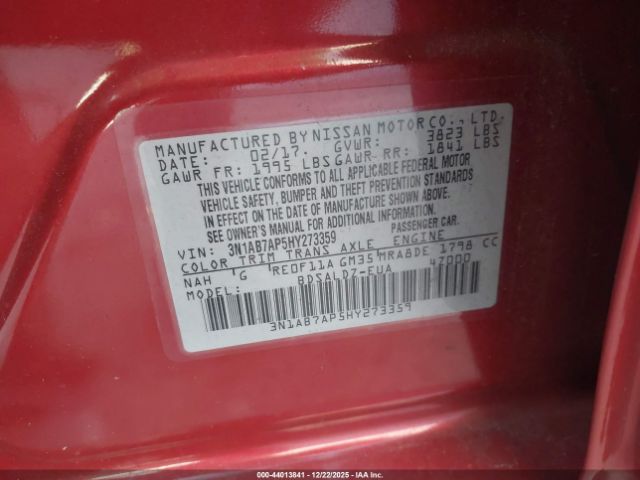 MANUFACTURED BY NISSAN MOTOR CO., LTD.
DATE: 02/17. GVWR: 3823 LBS
GAWR FR: 1995 LBS GAWR RR: 1841 LBS
THIS VEHICLE CONFORMS TO ALL APPLICABLE FEDERAL MOTOR
VEHICLE SAFETY, BUMPER AND THEFT PREVENTION STANDARDS
IN EFFECT ON THE DATE OF MANUFACTURE SHOWN ABOVE.
SEE OWNER'S MANUAL FOR ADDITIONAL INFORMATION.
VIN: 3N1AB7AP5HY273359 PASSENGER CAR.
COLOR TRIM TRANS AXLE ENGINE
NAH G RE0F11A GM35 MRA8DE 1798 CC
MODEL: BDSALDZ-EUA 4Z000
3N1AB7AP5HY273359
000-44013841 - 12/22/2025 - IAA Inc.